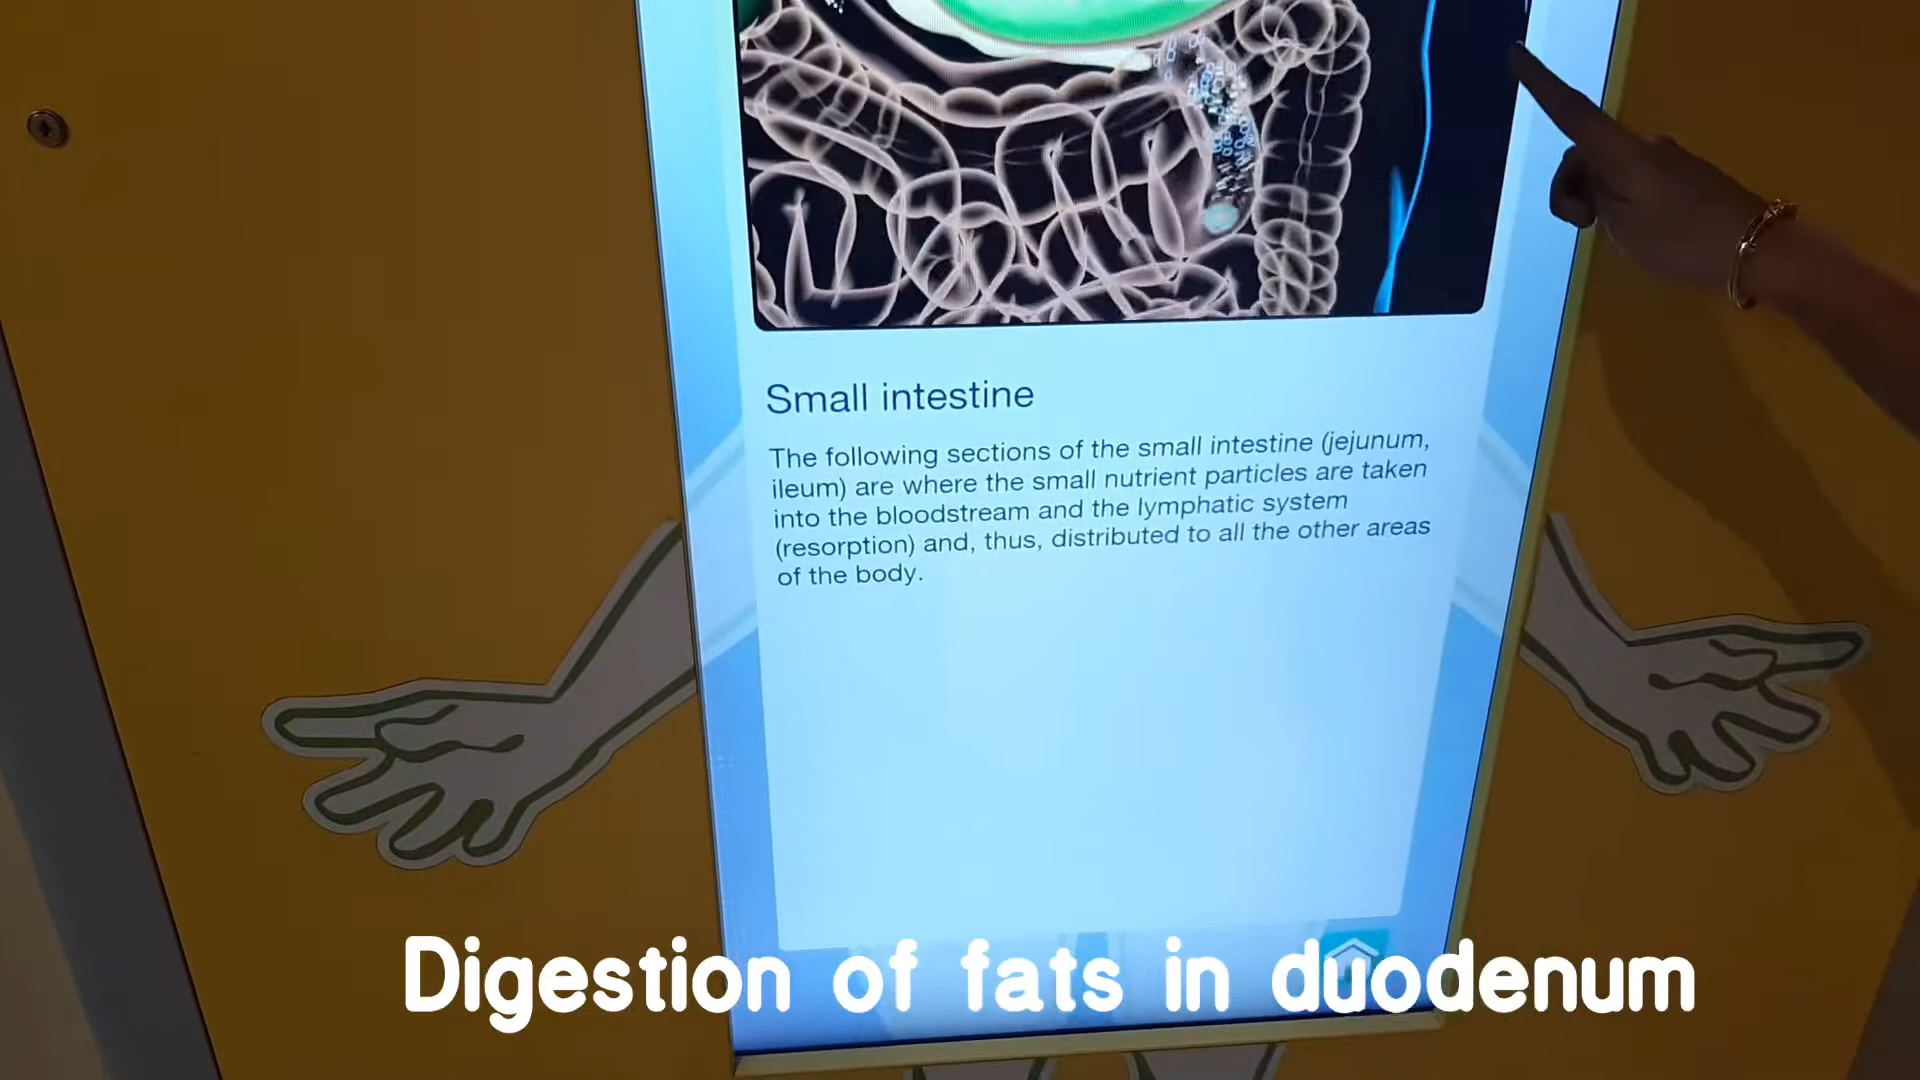 Small intestine
The following sections of the small intestine (jejunum,
ileum) are where the small nutrient particles are taken
into the bloodstream and the lymphatic system
(resorption) and, thus, distributed to all the other areas
of the body.
Digestion of fats in duodenum